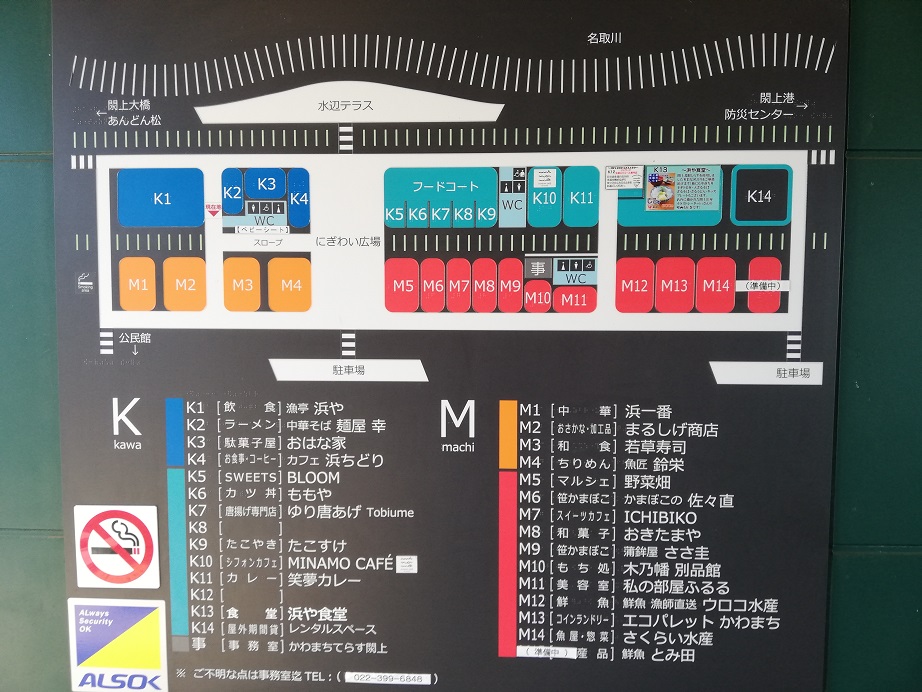 名取川
水辺テラス
←
閖上大橋
あんどん松
閖上港
防災センター
→
K1
K2
K3
K4
WC
[ベビーシート]
現在地
スロープ
にぎわい広場
フードコート
K5 K6 K7 K8 K9
WC
K10
K11
K13
K14
M1
M2
M3
M4
M5
M6
M7
M8
M9
事
WC
M10
M11
M12
M13
M14
(準備中)
smoking area
公民館
↓
駐車場
駐車場
K
kawa
K1 [飲食] 漁亭 浜や
K2 [ラーメン] 中華そば 麺屋 幸
K3 [駄菓子屋] おはな家
K4 [お食事・コーヒー] カフェ 浜ちどり
K5 [SWEETS] BLOOM
K6 [カツ丼] ももや
K7 [唐揚げ専門店] ゆり唐あげ Tobiume
K8 [ ]
K9 [たこやき] たこすけ
K10 [シフォンカフェ] MINAMO CAFÉ
K11 [カレー] 笑夢カレー
K12 [ ]
K13 [食堂] 浜や食堂
K14 [屋外期間貸] レンタルスペース
事 [事務室] かわまちてらす閖上
M
machi
M1 [中華] 浜一番
M2 [おさかな・加工品] まるしげ商店
M3 [和食] 若草寿司
M4 [ちりめん] 魚匠 鈴栄
M5 [マルシェ] 野菜畑
M6 [笹かまぼこ] かまぼこの 佐々直
M7 [スイーツカフェ] ICHIBIKO
M8 [和菓子] おきたまや
M9 [笹かまぼこ] 蒲鉾屋 ささ圭
M10 [もち処] 木乃幡 別品館
M11 [美容室] 私の部屋ふるる
M12 [鮮魚] 鮮魚 漁師直送 ウロコ水産
M13 [コインランドリー] エコパレット かわまち
M14 [魚屋・惣菜] さくらい水産
(準備中) 産品] 鮮魚 とみ田
※ ご不明な点は事務室迄 TEL:( 022-399-6848 )
ALways
Security
OK
ALSOK